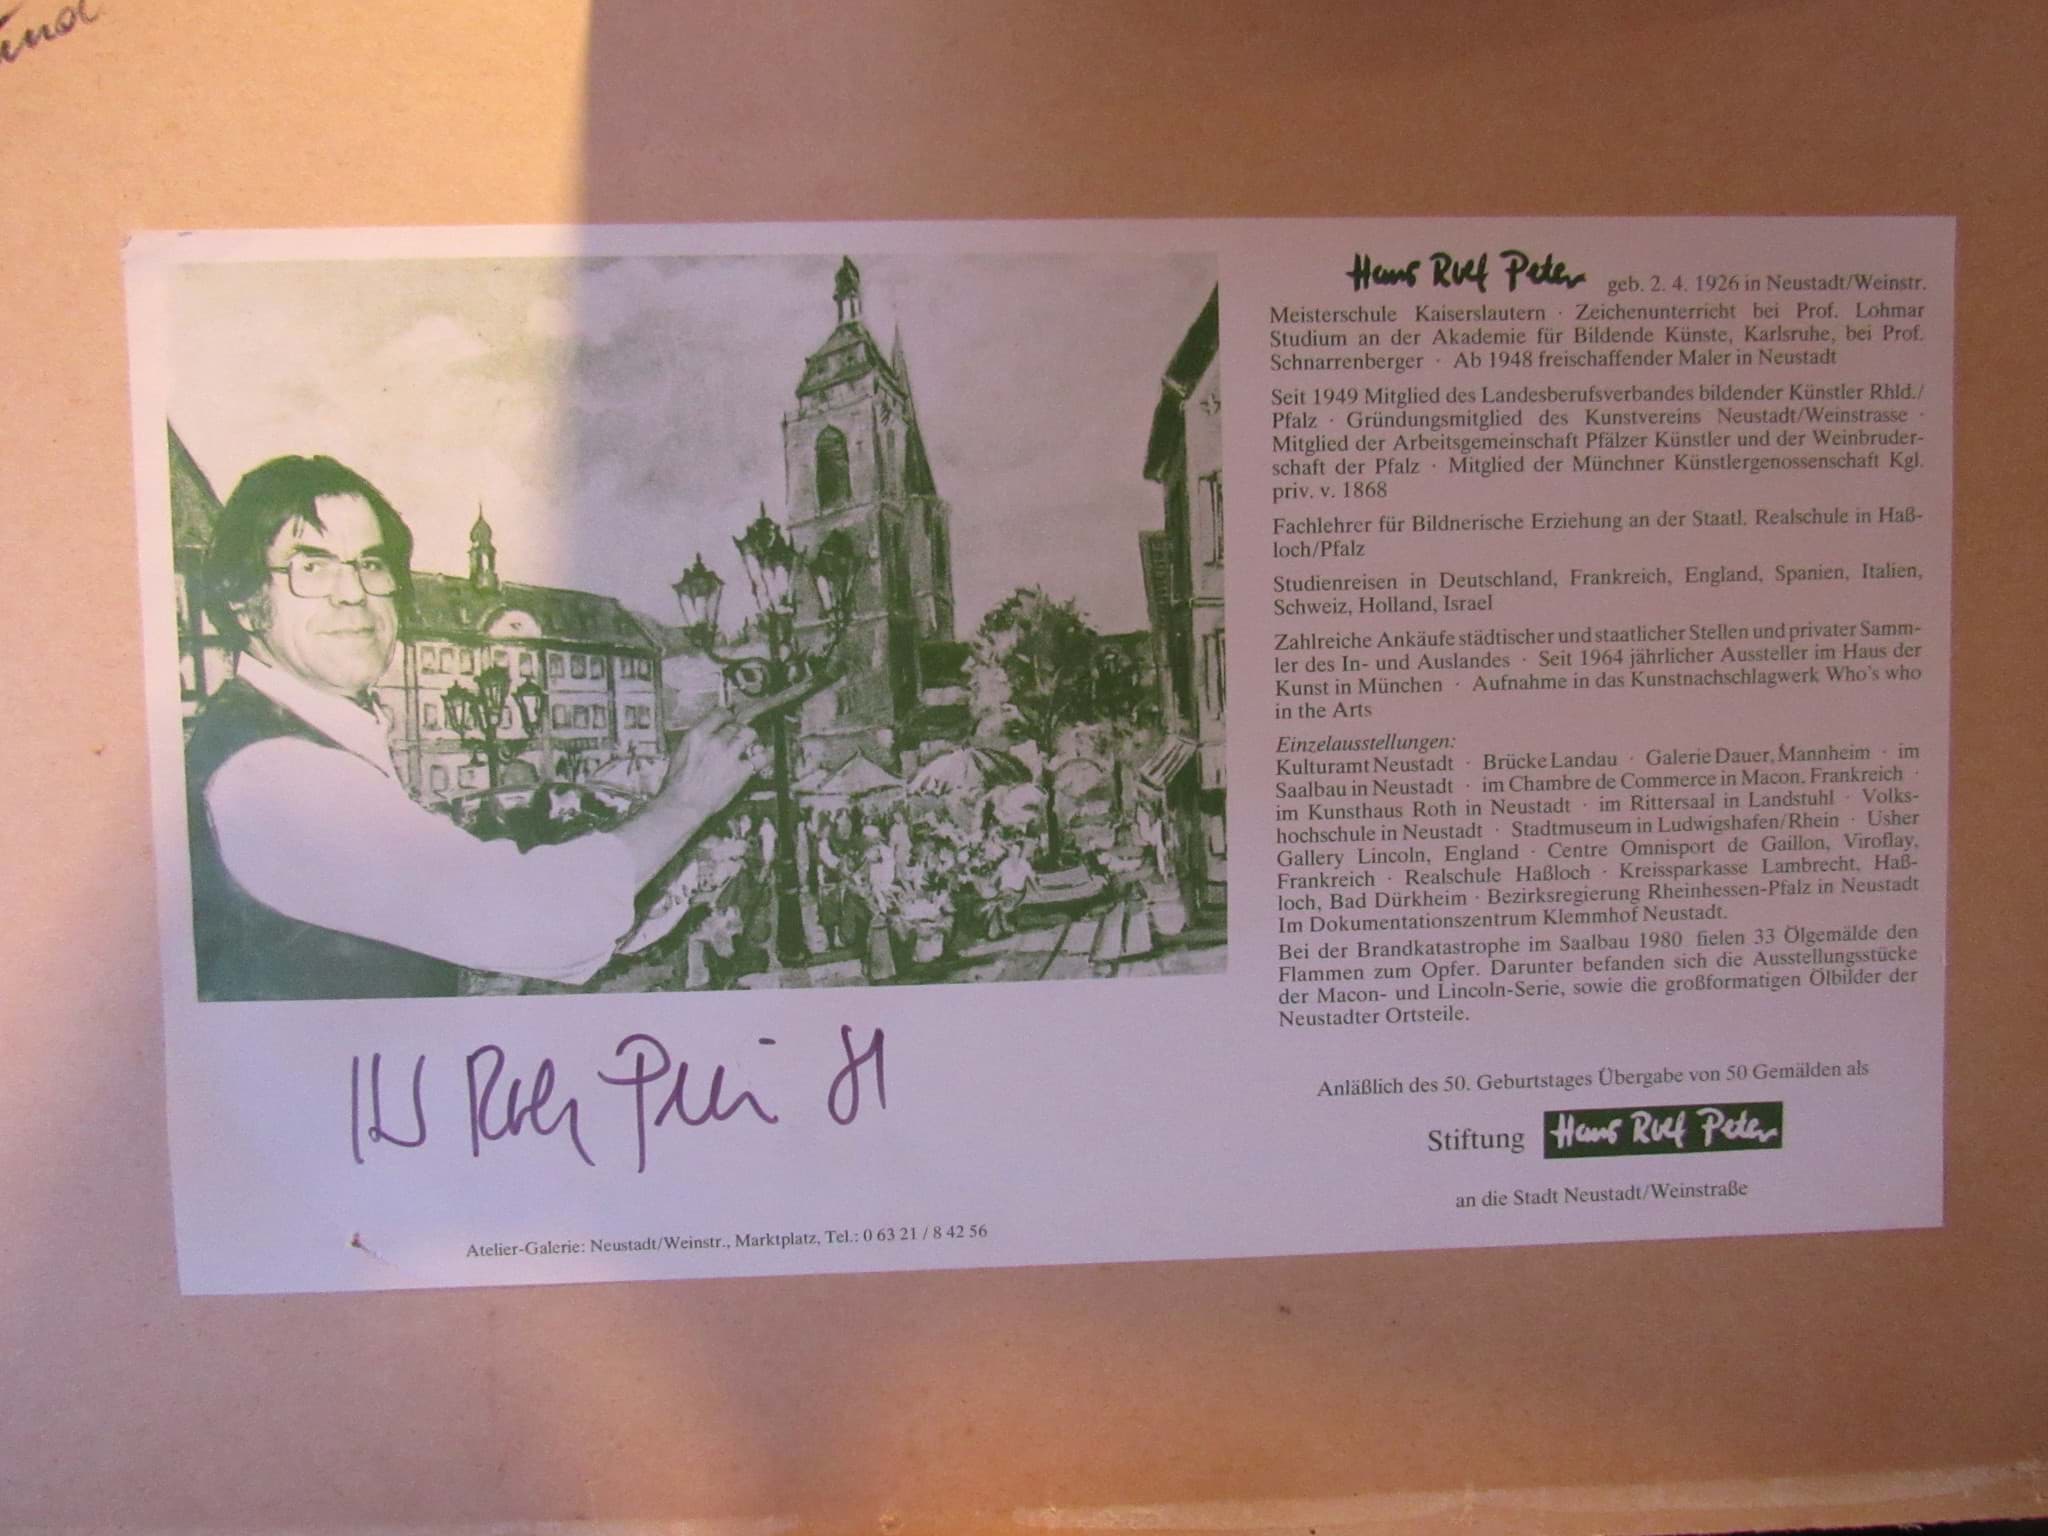 Hans Rolf Peter geb. 2. 4. 1926 in Neustadt/Weinstr.
Meisterschule Kaiserslautern · Zeichenunterricht bei Prof. Lohmar
Studium an der Akademie für Bildende Künste, Karlsruhe, bei Prof.
Schnarrenberger · Ab 1948 freischaffender Maler in Neustadt
Seit 1949 Mitglied des Landesberufsverbandes bildender Künstler Rhld./
Pfalz · Gründungsmitglied des Kunstvereins Neustadt/Weinstrasse ·
Mitglied der Arbeitsgemeinschaft Pfälzer Künstler und der Weinbruder-
schaft der Pfalz · Mitglied der Münchner Künstlergenossenschaft Kgl.
priv. v. 1868
Fachlehrer für Bildnerische Erziehung an der Staatl. Realschule in Haß-
loch/Pfalz
Studienreisen in Deutschland, Frankreich, England, Spanien, Italien,
Schweiz, Holland, Israel
Zahlreiche Ankäufe städtischer und staatlicher Stellen und privater Samm-
ler des In- und Auslandes · Seit 1964 jährlicher Aussteller im Haus der
Kunst in München · Aufnahme in das Kunstnachschlagwerk Who's who
in the Arts
Einzelausstellungen:
Kulturamt Neustadt · Brücke Landau · Galerie Dauer, Mannheim · im
Saalbau in Neustadt · im Chambre de Commerce in Macon, Frankreich ·
im Kunsthaus Roth in Neustadt · im Rittersaal in Landstuhl · Volks-
hochschule in Neustadt · Stadtmuseum in Ludwigshafen/Rhein · Usher
Gallery Lincoln, England · Centre Omnisport de Gaillon, Viroflay,
Frankreich · Realschule Haßloch · Kreissparkasse Lambrecht, Haß-
loch, Bad Dürkheim · Bezirksregierung Rheinhessen-Pfalz in Neustadt
Im Dokumentationszentrum Klemmhof Neustadt.
Bei der Brandkatastrophe im Saalbau 1980 fielen 33 Ölgemälde den
Flammen zum Opfer. Darunter befanden sich die Ausstellungsstücke
der Macon- und Lincoln-Serie, sowie die großformatigen Ölbilder der
Neustadter Ortsteile.
Anläßlich des 50. Geburtstages Übergabe von 50 Gemälden als
Stiftung Hans Rolf Peter
an die Stadt Neustadt/Weinstraße
Rolf Peter 81
Atelier-Galerie: Neustadt/Weinstr., Marktplatz, Tel.: 0 63 21 / 8 42 56